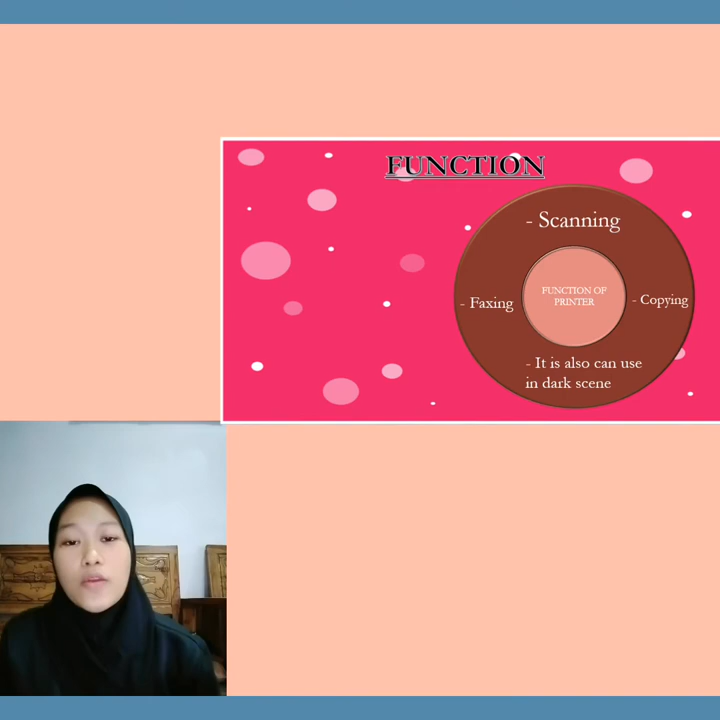 FUNCTION
- Scanning
FUNCTION OF
PRINTER
- Faxing
- Copying
- It is also can use
in dark scene